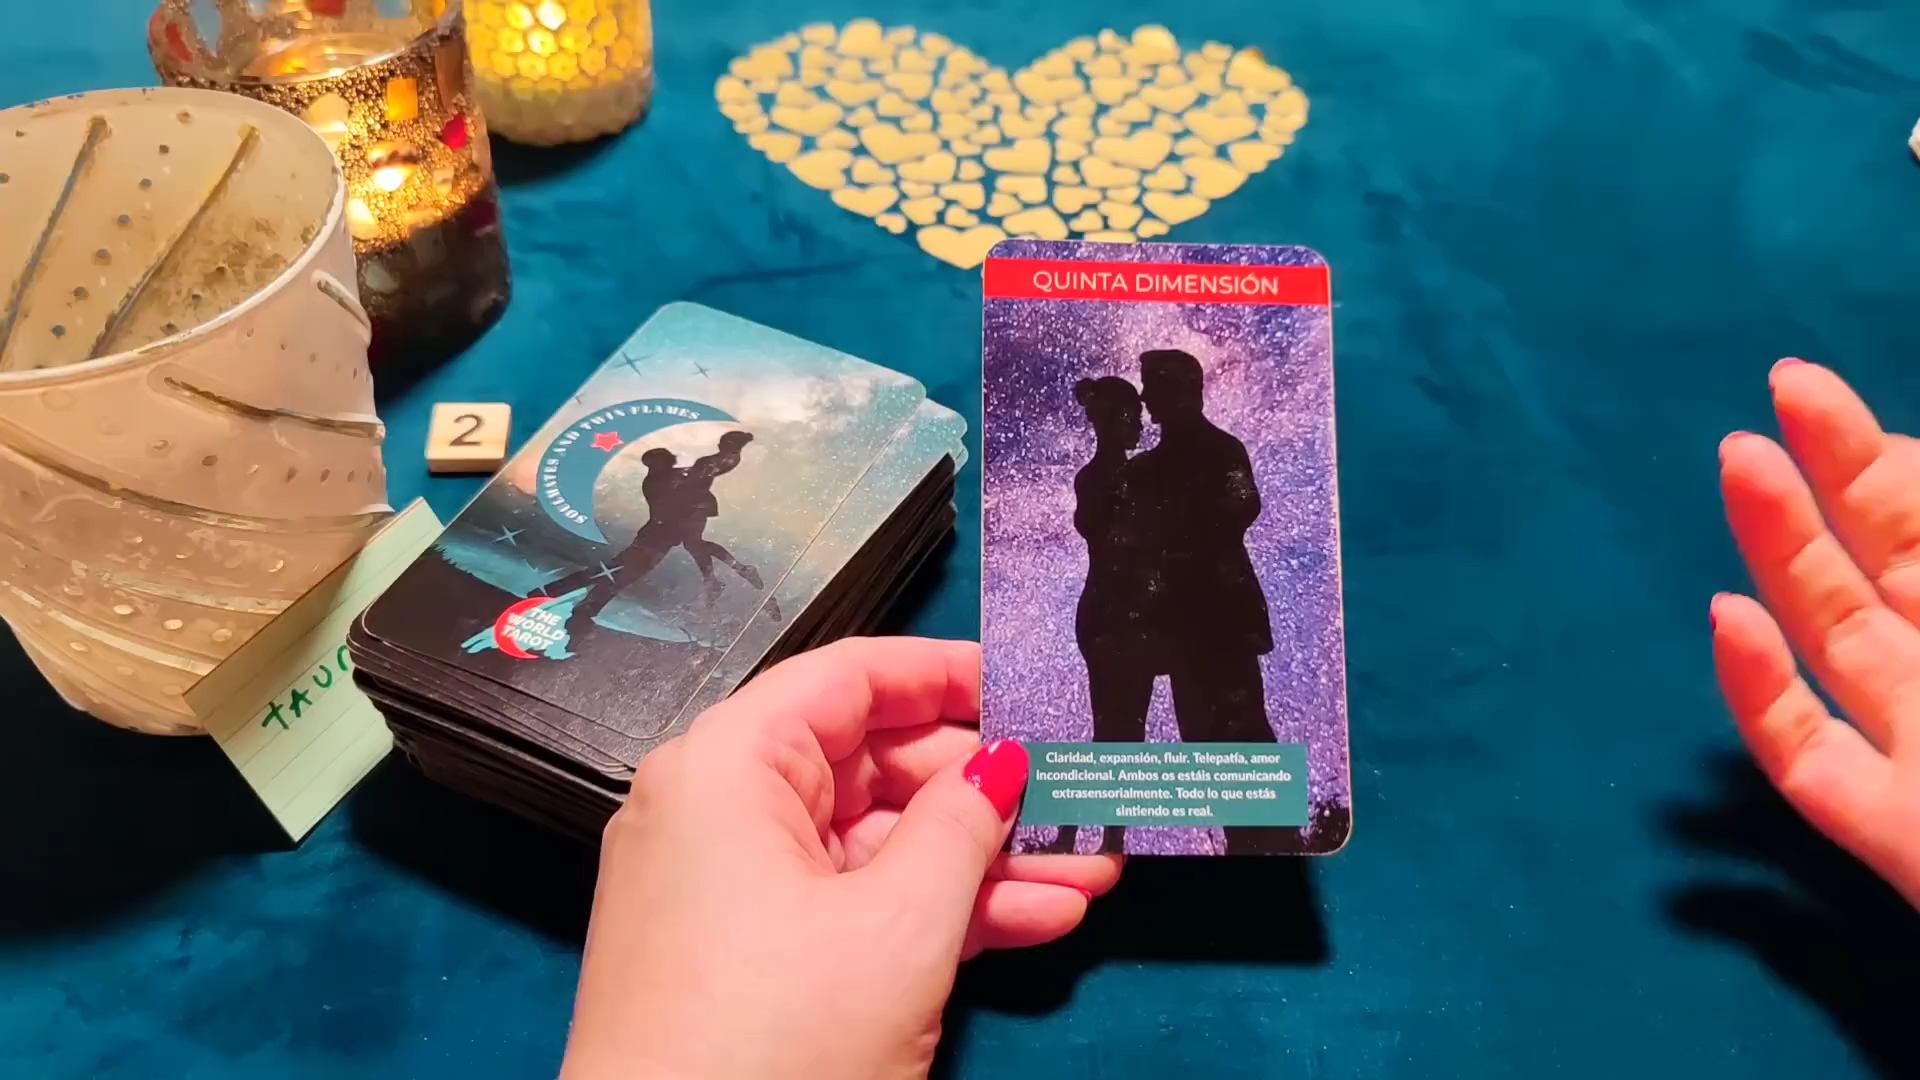 QUINTA DIMENSIÓN
Claridad, expansión, fluir. Telepatía, amor
incondicional. Ambos os estáis comunicando
extrasensorialmente. Todo lo que estás
sintiendo es real.
2
SOULMATES AND TWIN FLAMES
THE
WORLD
TAROT